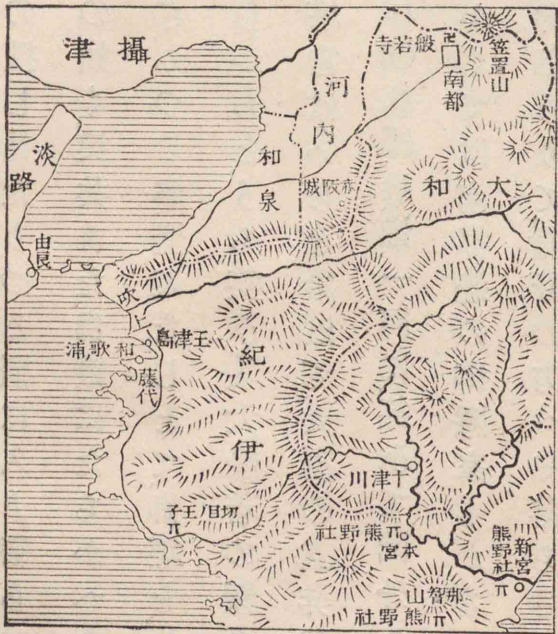 笠置山
南都
般若寺
攝津
河内
和泉
赤阪城
大和
淡路
由良
吹上
玉津島
和歌ノ浦
藤代
紀伊
十津川
切目ノ王子
本宮
熊野社
新宮
熊野社
那智山
熊野社